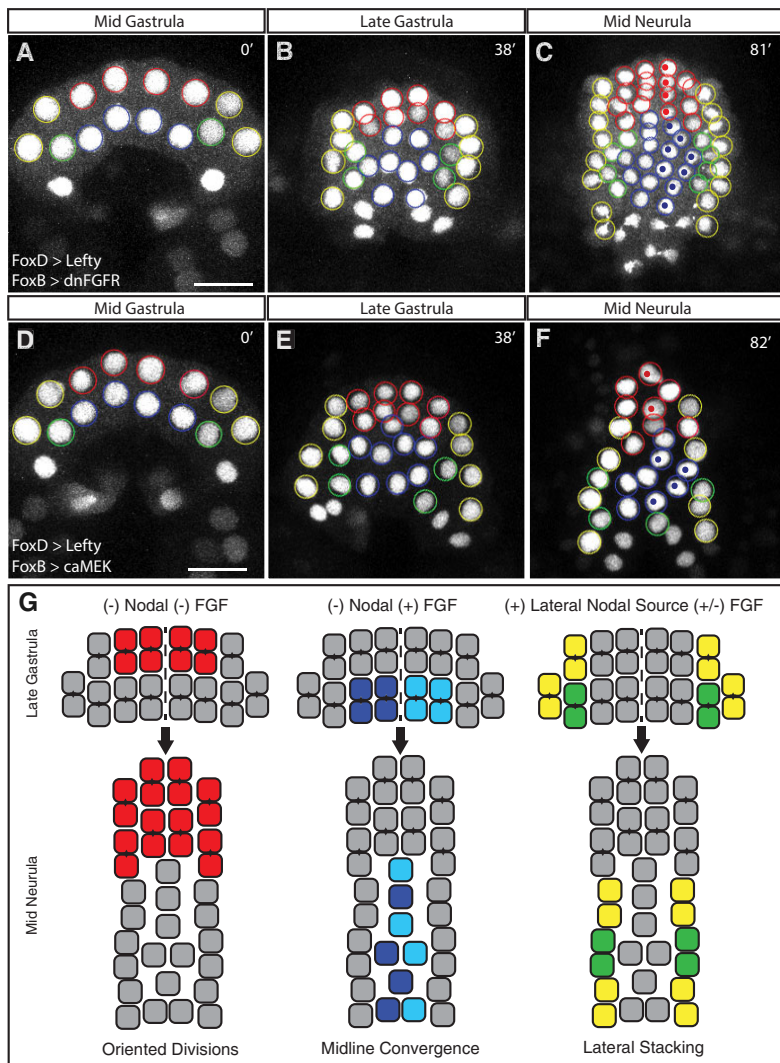 Mid Gastrula
Late Gastrula
Mid Neurula
A
0'
B
38'
C
81'
FoxD > Lefty
FoxB > dnFGFR
Mid Gastrula
Late Gastrula
Mid Neurula
D
0'
E
38'
F
82'
FoxD > Lefty
FoxB > caMEK
G
(-) Nodal (-) FGF
(-) Nodal (+) FGF
(+) Lateral Nodal Source (+/-) FGF
Late Gastrula
Mid Neurula
Oriented Divisions
Midline Convergence
Lateral Stacking